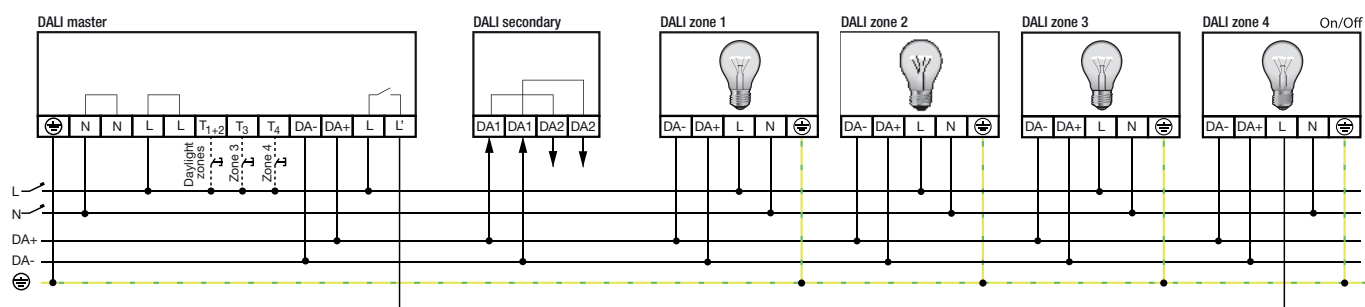 DALI master DALI secondary DALI zone 1 DALI zone 2 DALI zone 3 DALI zone 4 On/Off
N N L L T1+2 T3 T4 DA- DA+ L L' DA1 DA1 DA2 DA2 DA- DA+ L N DA- DA+ L N DA- DA+ L N DA- DA+ L N
Daylight
zones
Zone 3
Zone 4
L
N
DA+
DA-